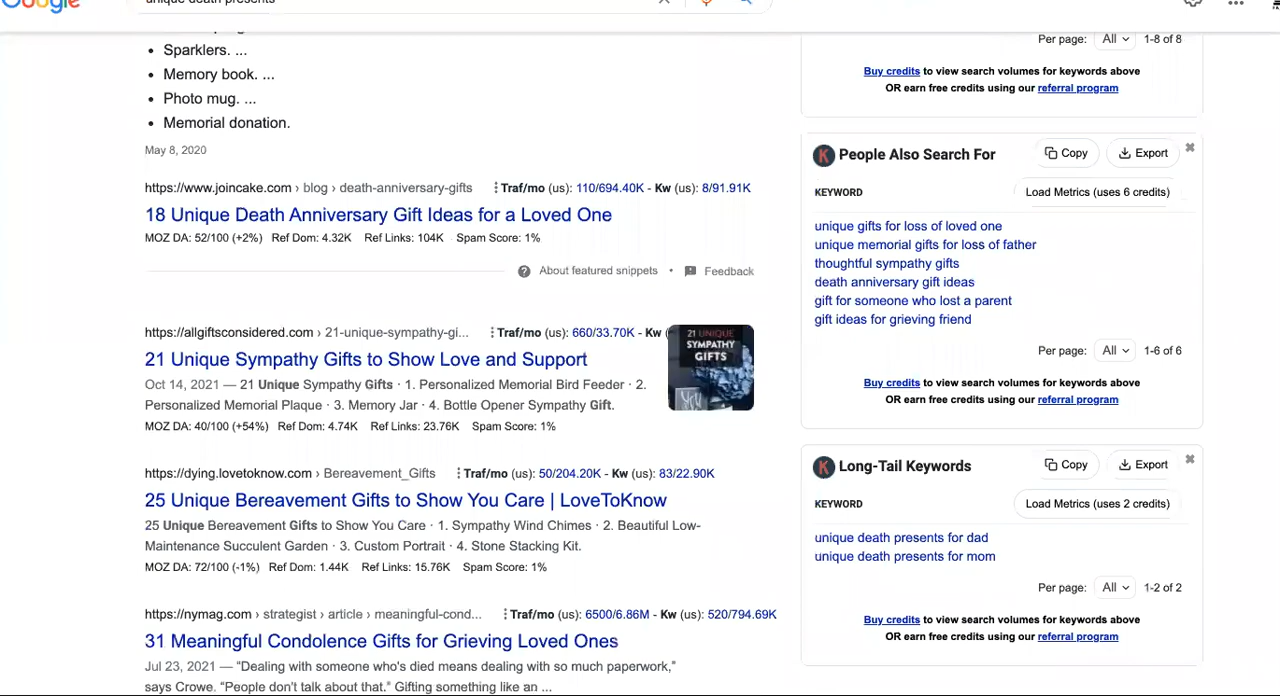 Google
unique death presents
• Sparklers. ...
• Memory book. ...
• Photo mug. ...
• Memorial donation.
May 8, 2020
https://www.joincake.com › blog › death-anniversary-gifts Traf/mo (us): 110/694.40K - Kw (us): 8/91.91K
18 Unique Death Anniversary Gift Ideas for a Loved One
MOZ DA: 52/100 (+2%) Ref Dom: 4.32K Ref Links: 104K Spam Score: 1%
About featured snippets • Feedback
https://allgiftsconsidered.com › 21-unique-sympathy-gi... Traf/mo (us): 660/33.70K - Kw (
21 Unique Sympathy Gifts to Show Love and Support
Oct 14, 2021 — 21 Unique Sympathy Gifts · 1. Personalized Memorial Bird Feeder · 2.
Personalized Memorial Plaque · 3. Memory Jar · 4. Bottle Opener Sympathy Gift.
MOZ DA: 40/100 (+54%) Ref Dom: 4.74K Ref Links: 23.76K Spam Score: 1%
21 UNIQUE
SYMPATHY
GIFTS
https://dying.lovetoknow.com › Bereavement_Gifts Traf/mo (us): 50/204.20K - Kw (us): 83/22.90K
25 Unique Bereavement Gifts to Show You Care | LoveToKnow
25 Unique Bereavement Gifts to Show You Care · 1. Sympathy Wind Chimes · 2. Beautiful Low-
Maintenance Succulent Garden · 3. Custom Portrait · 4. Stone Stacking Kit.
MOZ DA: 72/100 (-1%) Ref Dom: 1.44K Ref Links: 15.76K Spam Score: 1%
https://nymag.com › strategist › article › meaningful-cond... Traf/mo (us): 6500/6.86M - Kw (us): 520/794.69K
31 Meaningful Condolence Gifts for Grieving Loved Ones
Jul 23, 2021 — “Dealing with someone who's died means dealing with so much paperwork,”
says Crowe. “People don't talk about that.” Gifting something like an ...
Per page: All 1-8 of 8
Buy credits to view search volumes for keywords above
OR earn free credits using our referral program
K People Also Search For Copy Export
KEYWORD Load Metrics (uses 6 credits)
unique gifts for loss of loved one
unique memorial gifts for loss of father
thoughtful sympathy gifts
death anniversary gift ideas
gift for someone who lost a parent
gift ideas for grieving friend
Per page: All 1-6 of 6
Buy credits to view search volumes for keywords above
OR earn free credits using our referral program
K Long-Tail Keywords Copy Export
KEYWORD Load Metrics (uses 2 credits)
unique death presents for dad
unique death presents for mom
Per page: All 1-2 of 2
Buy credits to view search volumes for keywords above
OR earn free credits using our referral program